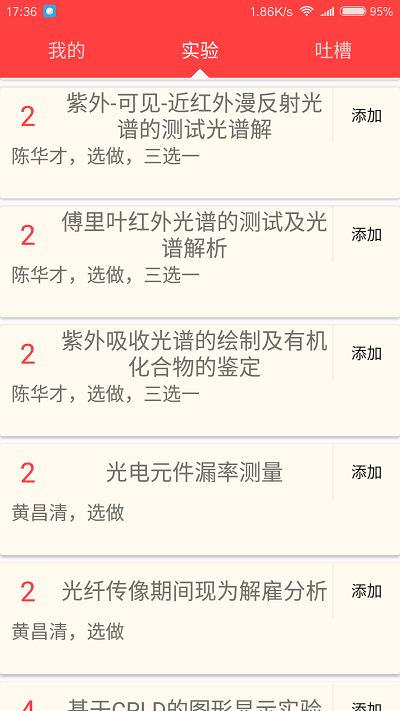 17:36 1.86K/s 95%
我的 实验 吐槽
2 紫外-可见-近红外漫反射光 添加
谱的测试光谱解
陈华才，选做，三选一
2 傅里叶红外光谱的测试及光 添加
谱解析
陈华才，选做，三选一
2 紫外吸收光谱的绘制及有机 添加
化合物的鉴定
陈华才，选做，三选一
2 光电元件漏率测量 添加
黄昌清，选做
2 光纤传像期间现为解雇分析 添加
黄昌清，选做
4 基于CPLD的图形显示实验 添加